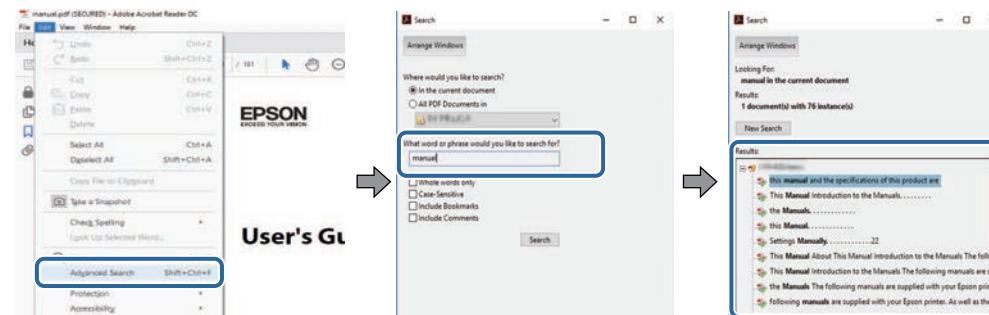 manual.pdf (SECURED) - Adobe Acrobat Reader DC
File Edit View Window Help
Undo Ctrl+Z
Shift+Ctrl+Z
Cut Ctrl+X
Copy Ctrl+C
Paste Ctrl+V
Delete
Select All Ctrl+A
Deselect All Shift+Ctrl+A
Copy File to Clipboard
Take a Snapshot
Check Spelling
Look Up Selected Word...
Advanced Search Shift+Ctrl+F
Protection
Accessibility
/ 181
EPSON
EXCEED YOUR VISION
User's Gu
Search
Arrange Windows
Where would you like to search?
In the current document
All PDF Documents in
What word or phrase would you like to search for?
manual
Whole words only
Case-Sensitive
Include Bookmarks
Include Comments
Search
Search
Arrange Windows
Looking For:
manual in the current document
Results:
1 document(s) with 76 instance(s)
New Search
Results:
this manual and the specifications of this product are
This Manual Introduction to the Manuals.........
the Manuals............
this Manual............
Settings Manually............22
This Manual About This Manual Introduction to the Manuals The foll
This Manual Introduction to the Manuals The following manuals are
the Manuals The following manuals are supplied with your Epson prin
following manuals are supplied with your Epson printer. As well as the